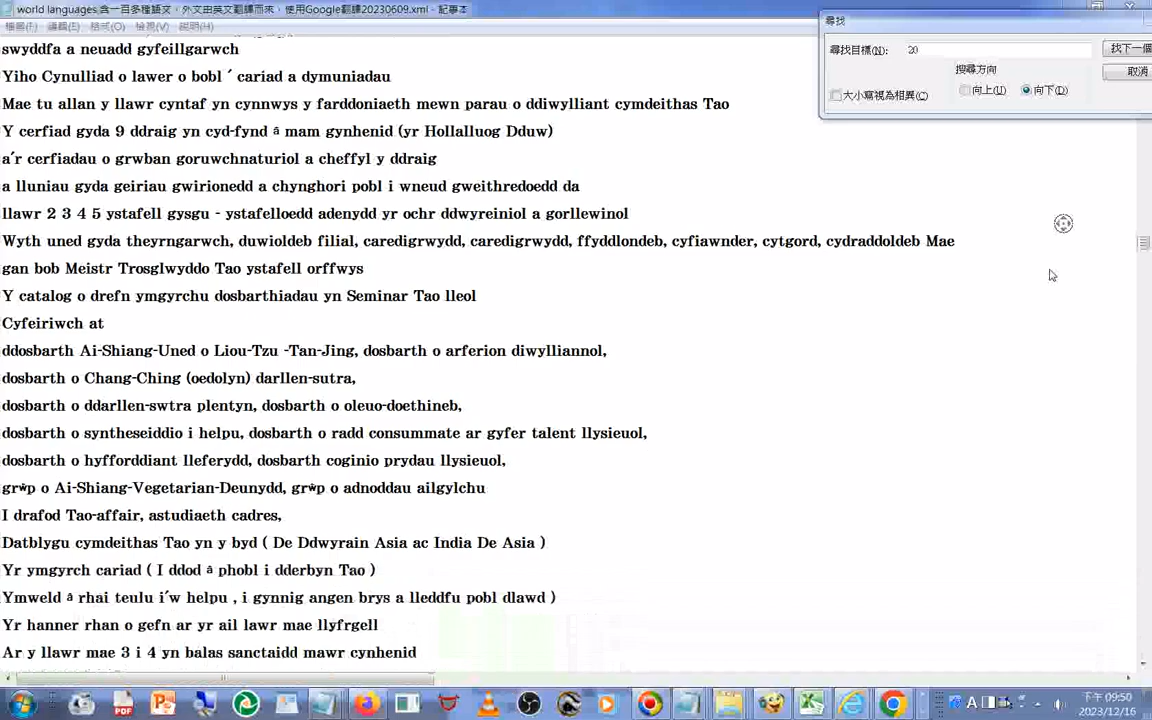 world languages 含一百多種語文，外文由英文翻譯而來，使用Google翻譯20230609.xml - 記事本
檔案(F) 編輯(E) 格式(O) 檢視(V) 說明(H)
尋找
尋找目標(N): 20
找下一個
搜尋方向
取消
向上(U) 向下(D)
大小寫視為相異(C)
swyddfa a neuadd gyfeillgarwch
Yiho Cynulliad o lawer o bobl ' cariad a dymuniadau
Mae tu allan y llawr cyntaf yn cynnwys y farddoniaeth mewn parau o ddiwylliant cymdeithas Tao
Y cerfiad gyda 9 ddraig yn cyd-fynd â mam gynhenid (yr Hollalluog Dduw)
a'r cerfiadau o grwban goruwchnaturiol a cheffyl y ddraig
a lluniau gyda geiriau gwirionedd a chynghori pobl i wneud gweithredoedd da
llawr 2 3 4 5 ystafell gysgu - ystafelloedd adenydd yr ochr ddwyreiniol a gorllewinol
Wyth uned gyda theyrngarwch, duwioldeb filial, caredigrwydd, caredigrwydd, ffyddlondeb, cyfiawnder, cytgord, cydraddoldeb Mae
gan bob Meistr Trosglwyddo Tao ystafell orffwys
Y catalog o drefn ymgyrchu dosbarthiadau yn Seminar Tao lleol
Cyfeiriwch at
ddosbarth Ai-Shiang-Uned o Liou-Tzu -Tan-Jing, dosbarth o arferion diwylliannol,
dosbarth o Chang-Ching (oedolyn) darllen-sutra,
dosbarth o ddarllen-swtra plentyn, dosbarth o oleuo-doethineb,
dosbarth o syntheseiddio i helpu, dosbarth o radd consummate ar gyfer talent llysieuol,
dosbarth o hyfforddiant lleferydd, dosbarth coginio prydau llysieuol,
grŵp o Ai-Shiang-Vegetarian-Deunydd, grŵp o adnoddau ailgylchu
I drafod Tao-affair, astudiaeth cadres,
Datblygu cymdeithas Tao yn y byd ( De Ddwyrain Asia ac India De Asia )
Yr ymgyrch cariad ( I ddod â phobl i dderbyn Tao )
Ymweld â rhai teulu i'w helpu , i gynnig angen brys a lleddfu pobl dlawd )
Yr hanner rhan o gefn ar yr ail lawr mae llyfrgell
Ar y llawr mae 3 i 4 yn balas sanctaidd mawr cynhenid
下午 09:50
2023/12/16